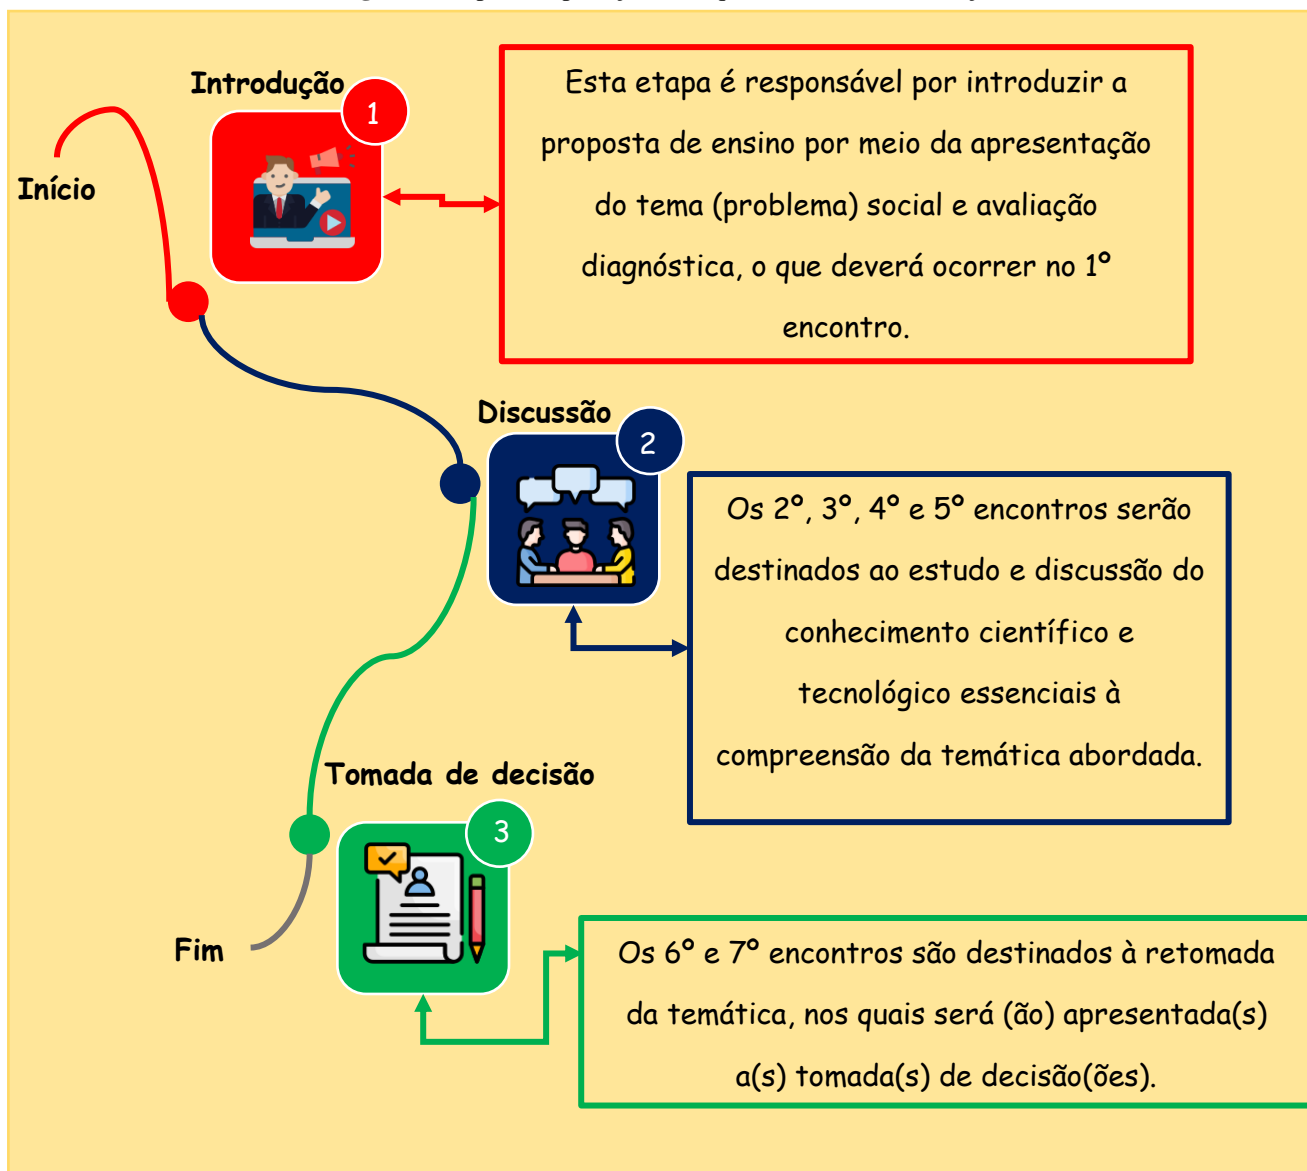 Introdução
1
Início
Esta etapa é responsável por introduzir a
proposta de ensino por meio da apresentação
do tema (problema) social e avaliação
diagnóstica, o que deverá ocorrer no 1º
encontro.
Discussão
2
Os 2º, 3º, 4º e 5º encontros serão
destinados ao estudo e discussão do
conhecimento científico e
tecnológico essenciais à
compreensão da temática abordada.
Tomada de decisão
3
Fim
Os 6º e 7º encontros são destinados à retomada
da temática, nos quais será (ão) apresentada(s)
a(s) tomada(s) de decisão(ões).